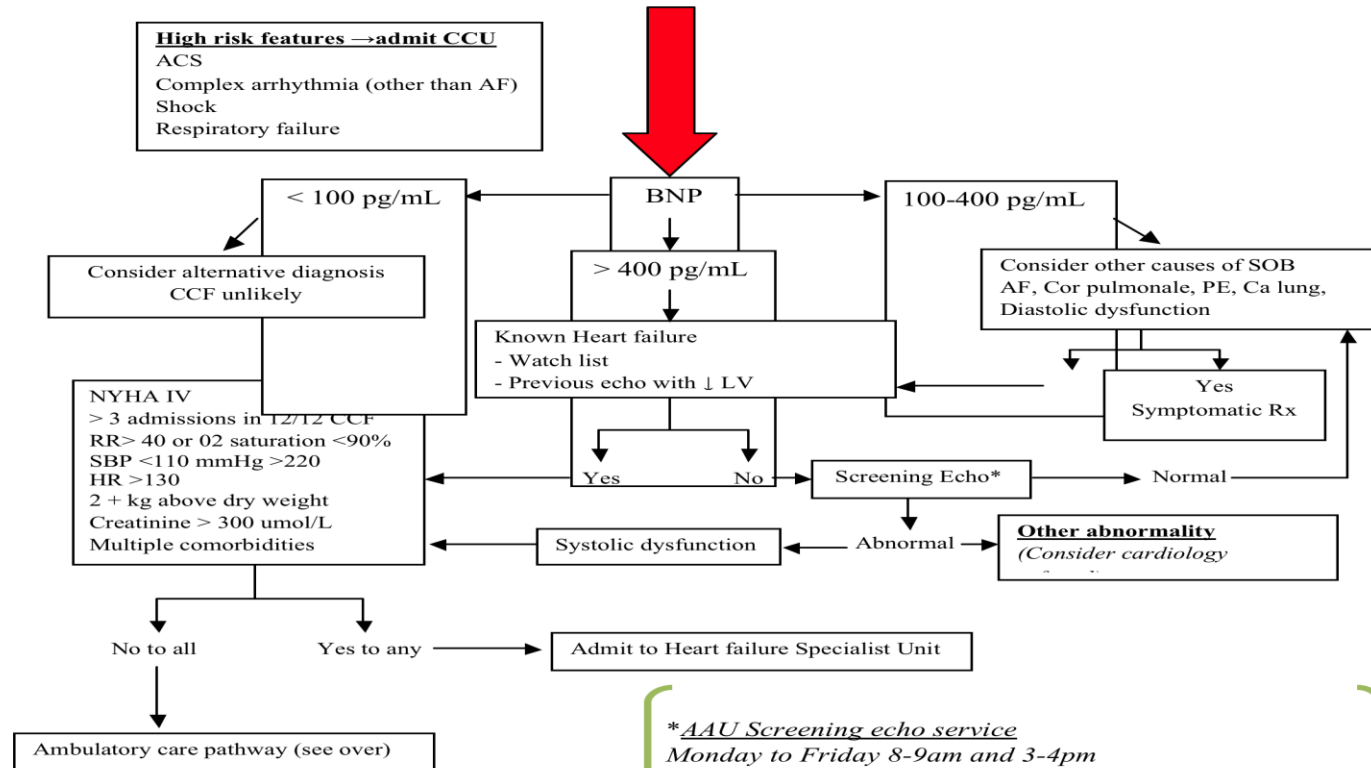 High risk features →admit CCU
ACS
Complex arrhythmia (other than AF)
Shock
Respiratory failure
< 100 pg/mL
BNP
100-400 pg/mL
Consider alternative diagnosis
CCF unlikely
> 400 pg/mL
Consider other causes of SOB
AF, Cor pulmonale, PE, Ca lung,
Diastolic dysfunction
Known Heart failure
- Watch list
- Previous echo with ↓ LV
Yes
Symptomatic Rx
NYHA IV
> 3 admissions in 12/12 CCF
RR> 40 or 02 saturation <90%
SBP <110 mmHg >220
HR >130
2 + kg above dry weight
Creatinine > 300 umol/L
Multiple comorbidities
Yes
No
Screening Echo*
Normal
Systolic dysfunction
Abnormal
Other abnormality
(Consider cardiology
No to all
Yes to any
Admit to Heart failure Specialist Unit
Ambulatory care pathway (see over)
*AAU Screening echo service
Monday to Friday 8-9am and 3-4pm